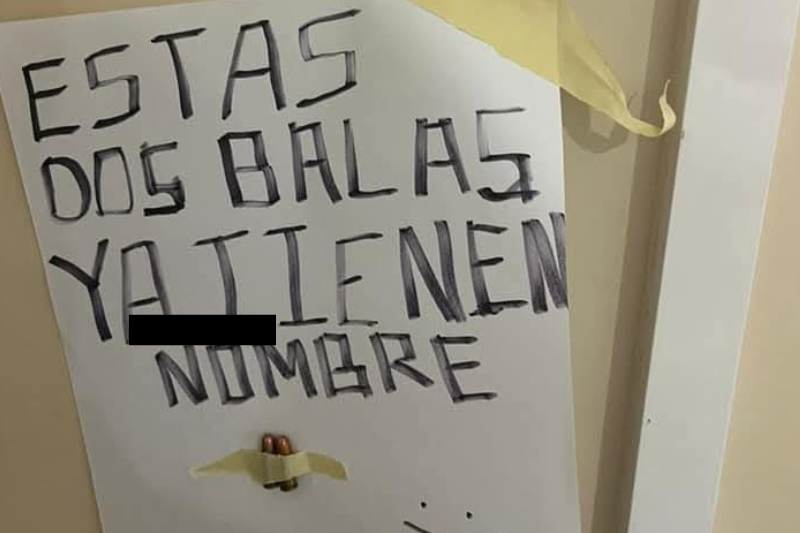 ESTAS
DOS BALAS
YA TIENEN
NOMBRE